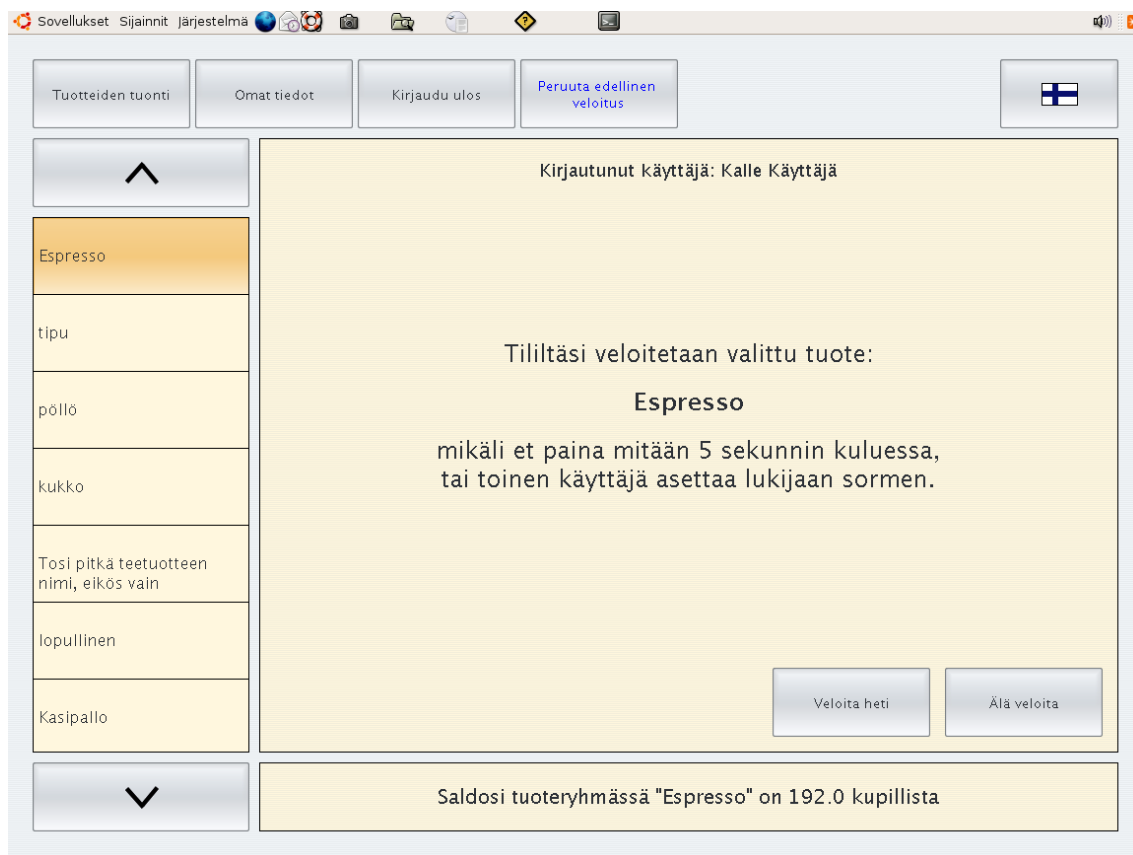 Sovellukset Sijainnit Järjestelmä
Tuotteiden tuonti
Omat tiedot
Kirjaudu ulos
Peruuta edellinen
veloitus
Kirjautunut käyttäjä: Kalle Käyttäjä
Espresso
tipu
pöllö
kukko
Tosi pitkä teetuotteen
nimi, eikös vain
lopullinen
Kasipallo
Tililtäsi veloitetaan valittu tuote:
Espresso
mikäli et paina mitään 5 sekunnin kuluessa,
tai toinen käyttäjä asettaa lukijaan sormen.
Veloita heti
Älä veloita
Saldosi tuoteryhmässä "Espresso" on 192.0 kupillista